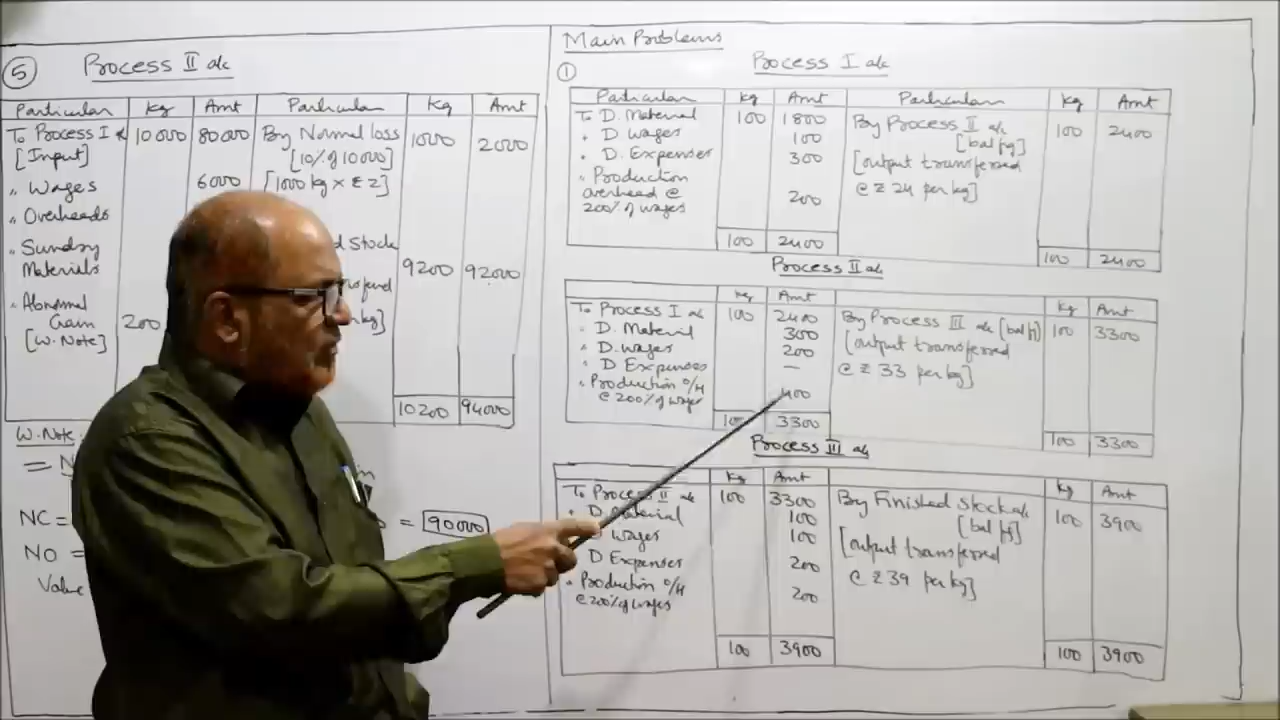 5 Process II a/c
Particular Kg Amt Particular Kg Amt
To Process I a/c 10000 80000 By Normal loss 1000 2000
[Input] [10% of 10000]
" Wages 6000 [1000 kg x ₹ 2]
" Overheads
" Sundry d Stock
Materials 9200 92000
" Abnormal
Gain 200 kg]
[W. Note]
10200 94000
W. Note
= N
NC = = 90000
NO =
Value
Main Problems
1 Process I a/c
Particular Kg Amt Particular Kg Amt
To D. Material 100 1800 By Process II a/c 100 2400
" D wages 100 [bal fig]
" D. Expenses 300 [output transferred
" Production @ ₹ 24 per kg]
overhead @ 200
200% of wages
100 2400 100 2400
Process II a/c
Kg Amt Kg Amt
To Process I a/c 100 2400 By Process III a/c [bal f] 100 3300
" D. Material 300 [output transferred
" D. wages 200 @ ₹ 33 per kg]
" D Expenses —
" Production O/H 400
@ 200% of wages
100 3300 100 3300
Process III a/c
Kg Amt Kg Amt
To Process II a/c 100 3300 By Finished Stock a/c 100 3900
" D. Material 100 [bal f]
wages 100 [output transferred
D Expenses 200 @ ₹ 39 per kg]
" Production O/H 200
@ 200% of wages
100 3900 100 3900